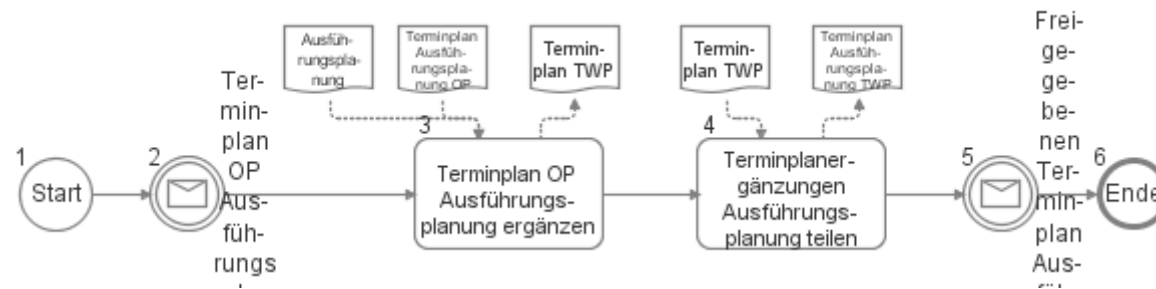 1
Start
2
Ter-
min-
plan
OP
Aus-
füh-
rungs
Ausfüh-
rungspla-
nung
Terminplan
Ausfüh-
rungspla-
nung OP
Termin-
plan TWP
3
Terminplan OP
Ausführungs-
planung ergänzen
Termin-
plan TWP
Terminplan
Ausfüh-
rungspla-
nung TWP
4
Terminplaner-
gänzungen
Ausführungs-
planung teilen
5
Frei-
ge-
ge-
be-
nen
Ter-
min-
plan
Aus-
6
Ende